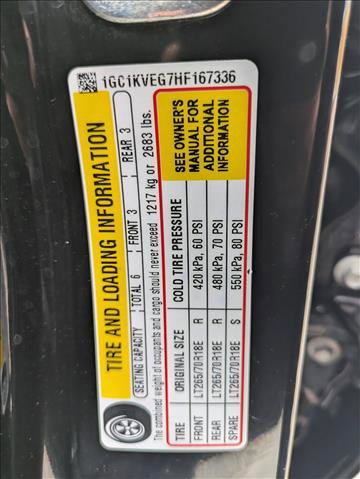 1GC1KVEG7HF167336
TIRE AND LOADING INFORMATION
SEATING CAPACITY TOTAL 6 FRONT 3 REAR 3
The combined weight of occupants and cargo should never exceed 1217 kg or 2683 lbs.
TIRE ORIGINAL SIZE COLD TIRE PRESSURE
FRONT LT265/70R18E R 420 kPa, 60 PSI
REAR LT265/70R18E R 480 kPa, 70 PSI
SPARE LT265/70R18E S 550 kPa, 80 PSI
SEE OWNER'S
MANUAL FOR
ADDITIONAL
INFORMATION